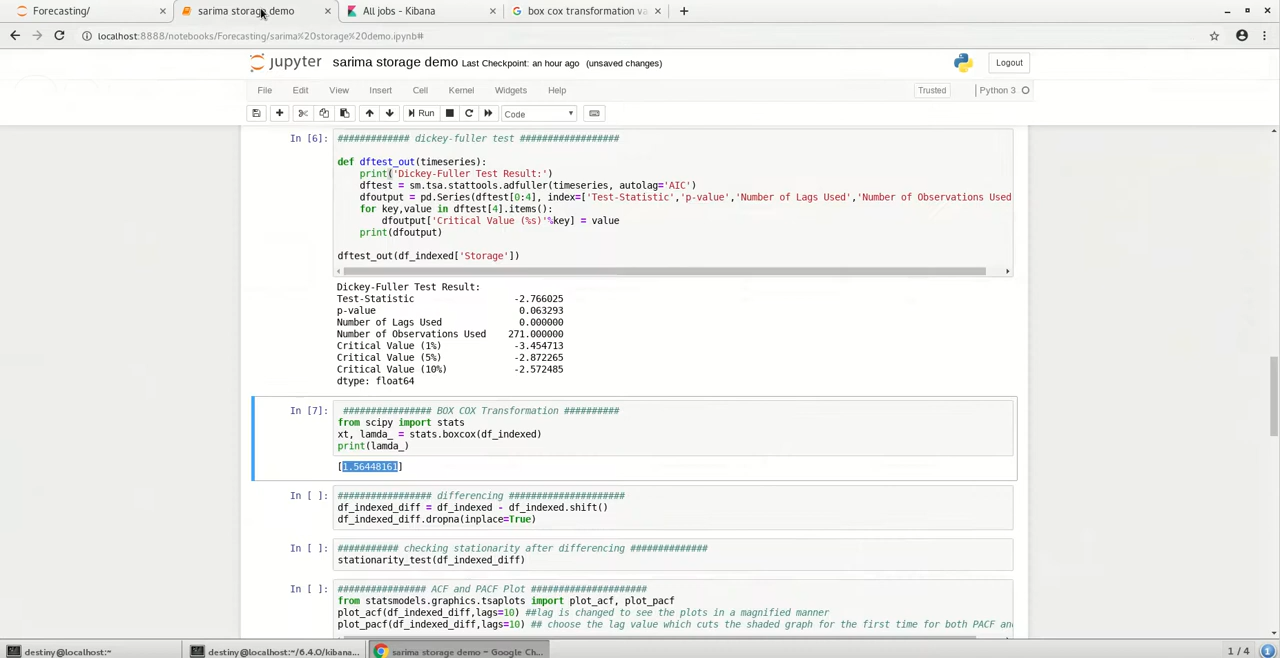 Forecasting/
sarima storage demo
All jobs - Kibana
box cox transformation va
localhost:8888/notebooks/Forecasting/sarima%20storage%20demo.ipynb#
jupyter
sarima storage demo Last Checkpoint: an hour ago (unsaved changes)
Logout
File Edit View Insert Cell Kernel Widgets Help
Trusted
Python 3
Run
Code
In [6]:
############# dickey-fuller test ##################
def dftest_out(timeseries):
print('Dickey-Fuller Test Result:')
dftest = sm.tsa.stattools.adfuller(timeseries, autolag='AIC')
dfoutput = pd.Series(dftest[0:4], index=['Test-Statistic','p-value','Number of Lags Used','Number of Observations Used
for key,value in dftest[4].items():
dfoutput['Critical Value (%s)'%key] = value
print(dfoutput)
dftest_out(df_indexed['Storage'])
Dickey-Fuller Test Result:
Test-Statistic -2.766025
p-value 0.063293
Number of Lags Used 0.000000
Number of Observations Used 271.000000
Critical Value (1%) -3.454713
Critical Value (5%) -2.872265
Critical Value (10%) -2.572485
dtype: float64
In [7]:
################ BOX COX Transformation ##########
from scipy import stats
xt, lamda_ = stats.boxcox(df_indexed)
print(lamda_)
[1.56448161]
In [ ]:
################# differencing #####################
df_indexed_diff = df_indexed - df_indexed.shift()
df_indexed_diff.dropna(inplace=True)
In [ ]:
########### checking stationarity after differencing ##############
stationarity_test(df_indexed_diff)
In [ ]:
################ ACF and PACF Plot #####################
from statsmodels.graphics.tsaplots import plot_acf, plot_pacf
plot_acf(df_indexed_diff,lags=10) ##lag is changed to see the plots in a magnified manner
plot_pacf(df_indexed_diff,lags=10) ## choose the lag value which cuts the shaded graph for the first time for both PACF an
destiny@localhost:~
destiny@localhost:~/6.4.0/kibana...
sarima storage demo - Google Ch...
1 / 4
1